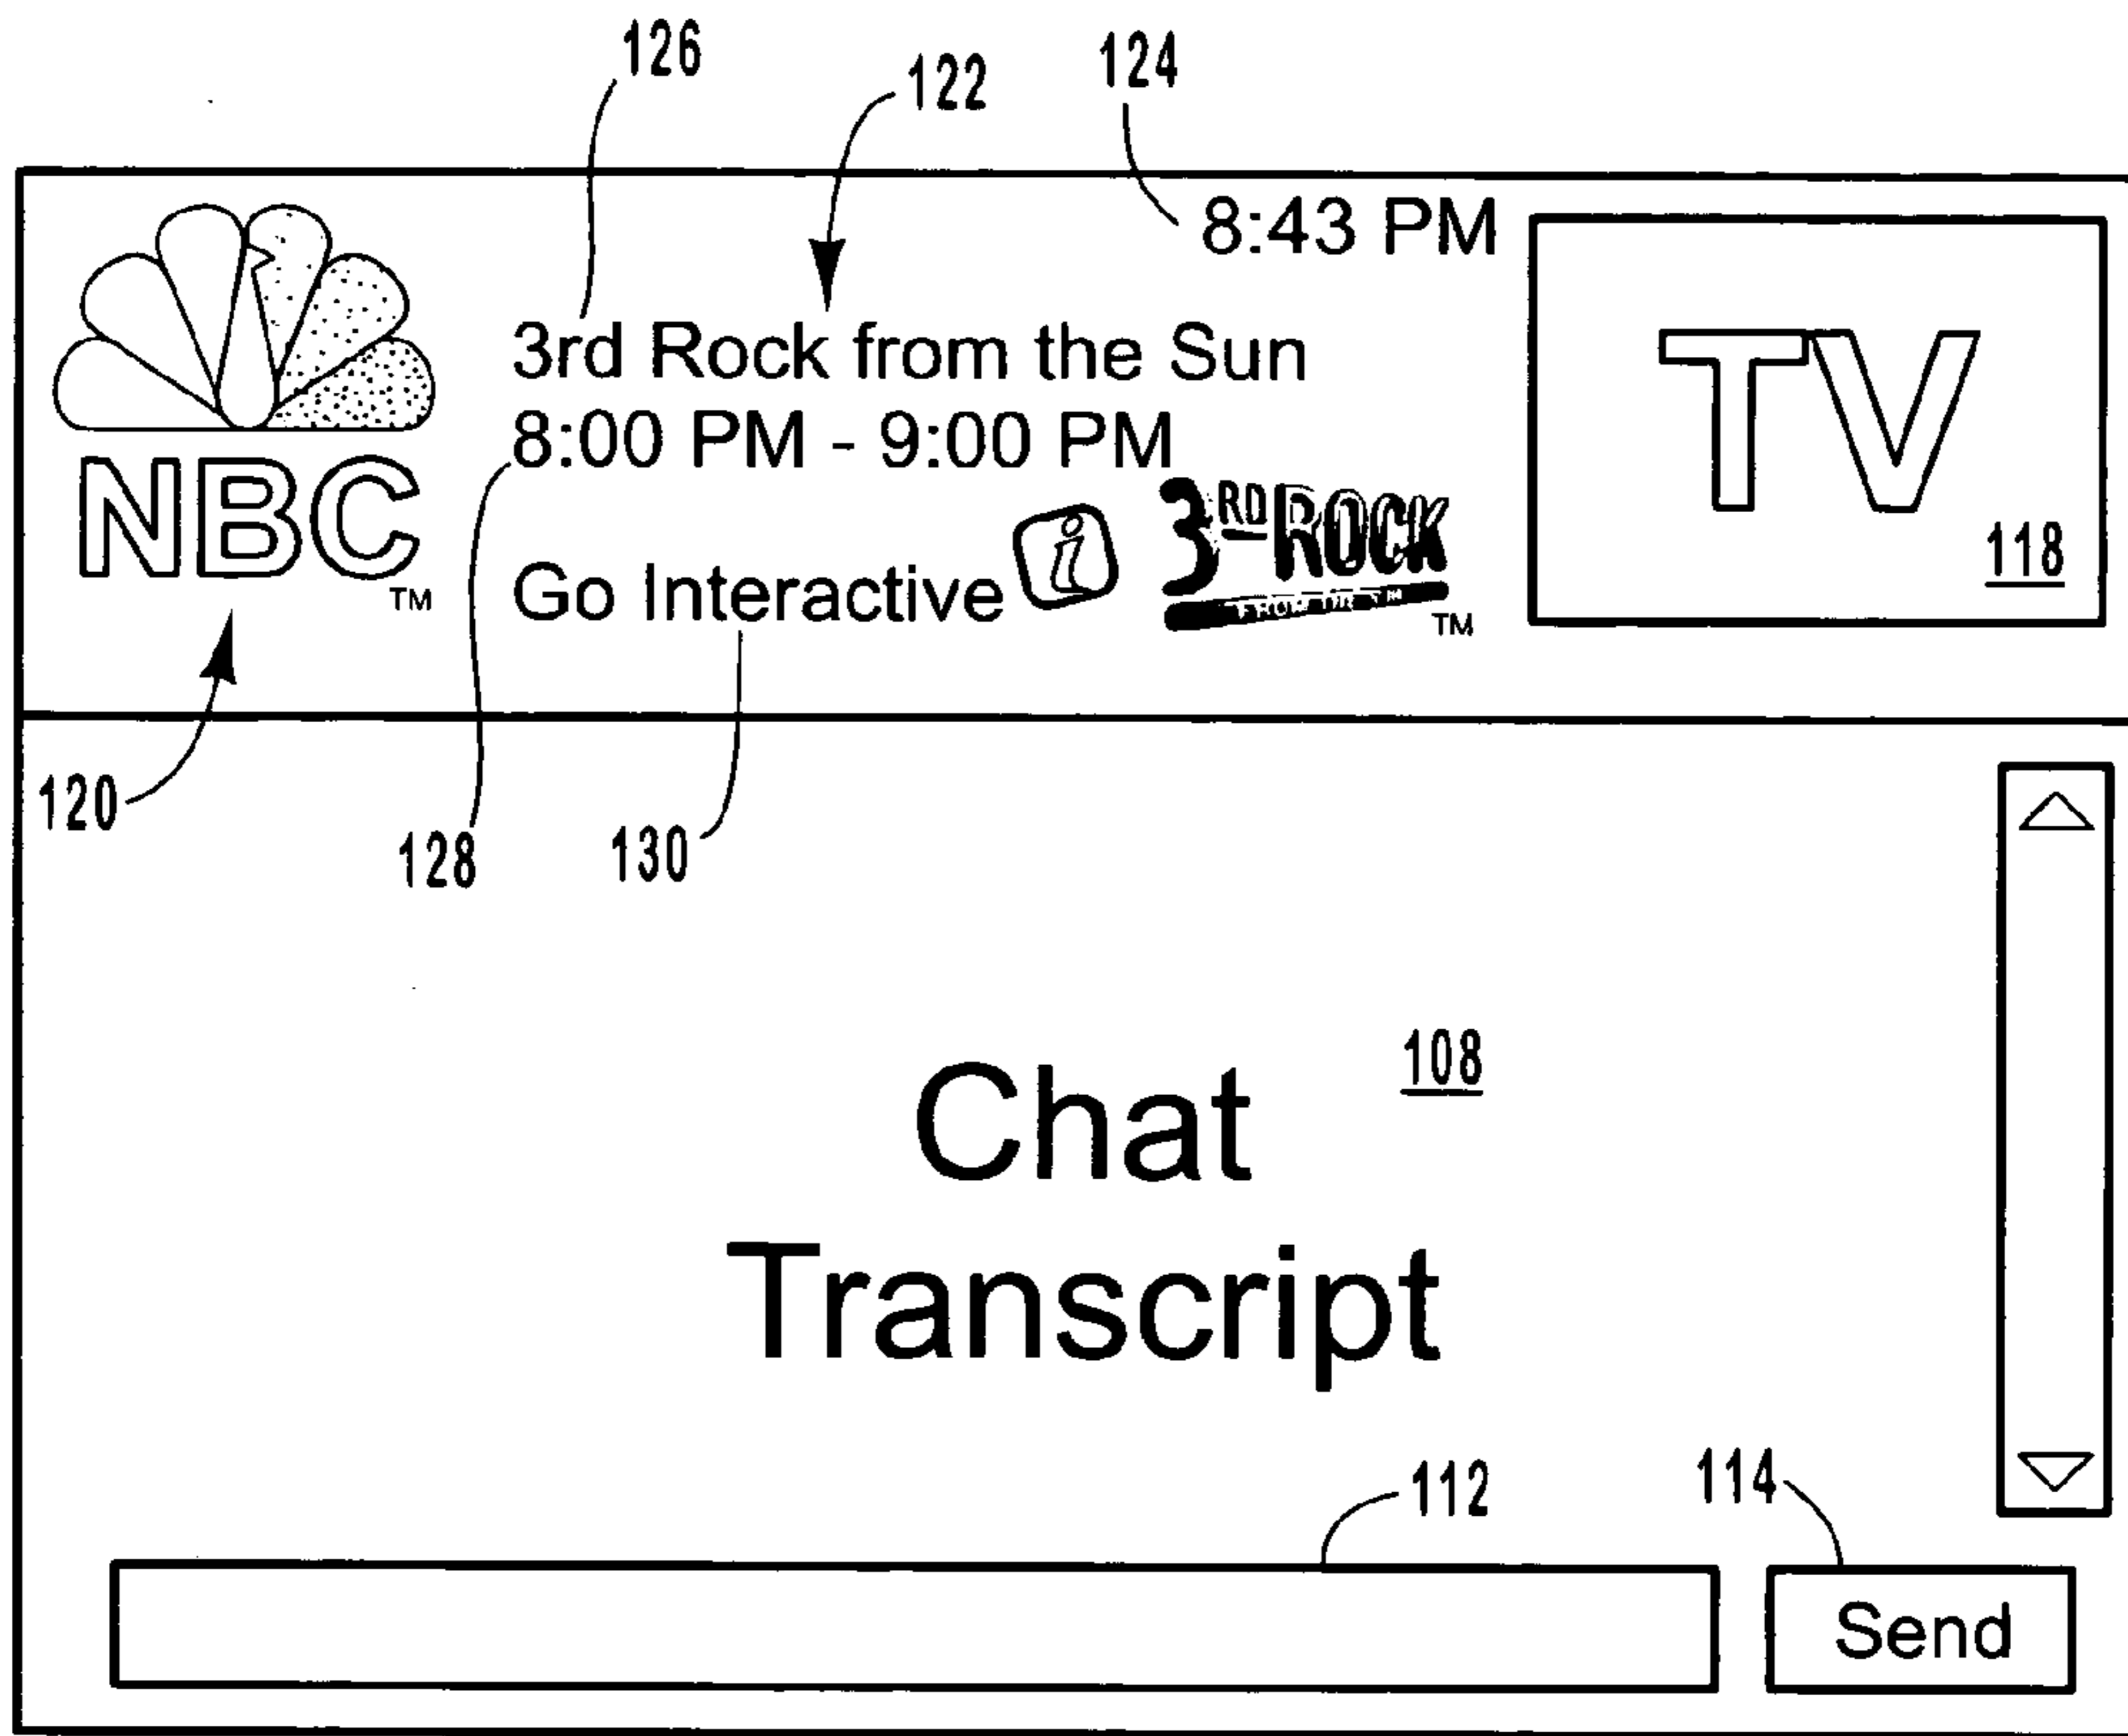 126
122
124
8:43 PM
3rd Rock from the Sun
8:00 PM - 9:00 PM
NBC
TM
Go Interactive i
3RD ROCK
TM
TV
118
120
128
130
Chat
108
Transcript
112
114
Send